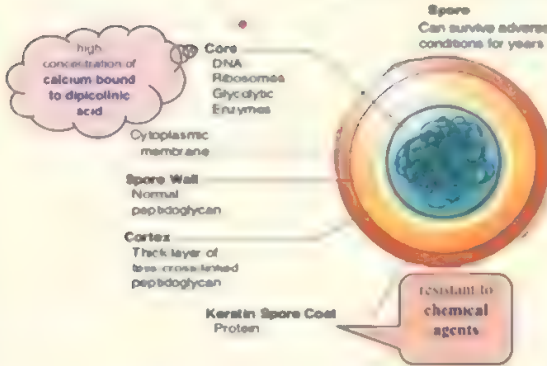 Spore
Can survive adverse
conditions for years
high
concentration of
calcium bound
to dipicolinic
acid
Core
DNA
Ribosomes
Glycolytic
Enzymes
Cytoplasmic
membrane
Spore Wall
Normal
peptidoglycan
Cortex
Thick layer of
less cross-linked
peptidoglycan
Keratin Spore Coat
Protein
resistant to
chemical
agents